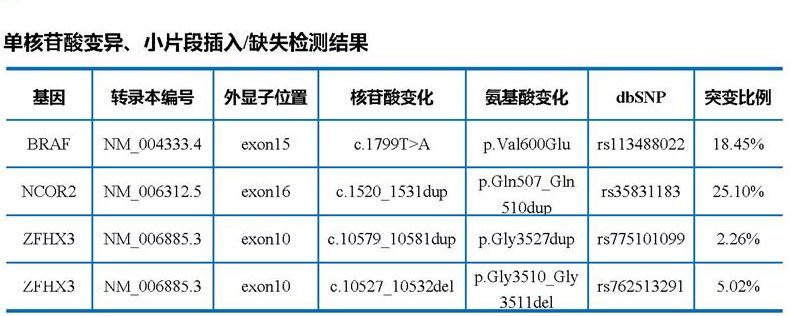 单核苷酸变异、小片段插入/缺失检测结果
基因 转录本编号 外显子位置 核苷酸变化 氨基酸变化 dbSNP 突变比例
BRAF NM_004333.4 exon15 c.1799T>A p.Val600Glu rs113488022 18.45%
NCOR2 NM_006312.5 exon16 c.1520_1531dup p.Gln507_Gln510dup rs35831183 25.10%
ZFHX3 NM_006885.3 exon10 c.10579_10581dup p.Gly3527dup rs775101099 2.26%
ZFHX3 NM_006885.3 exon10 c.10527_10532del p.Gly3510_Gly3511del rs762513291 5.02%